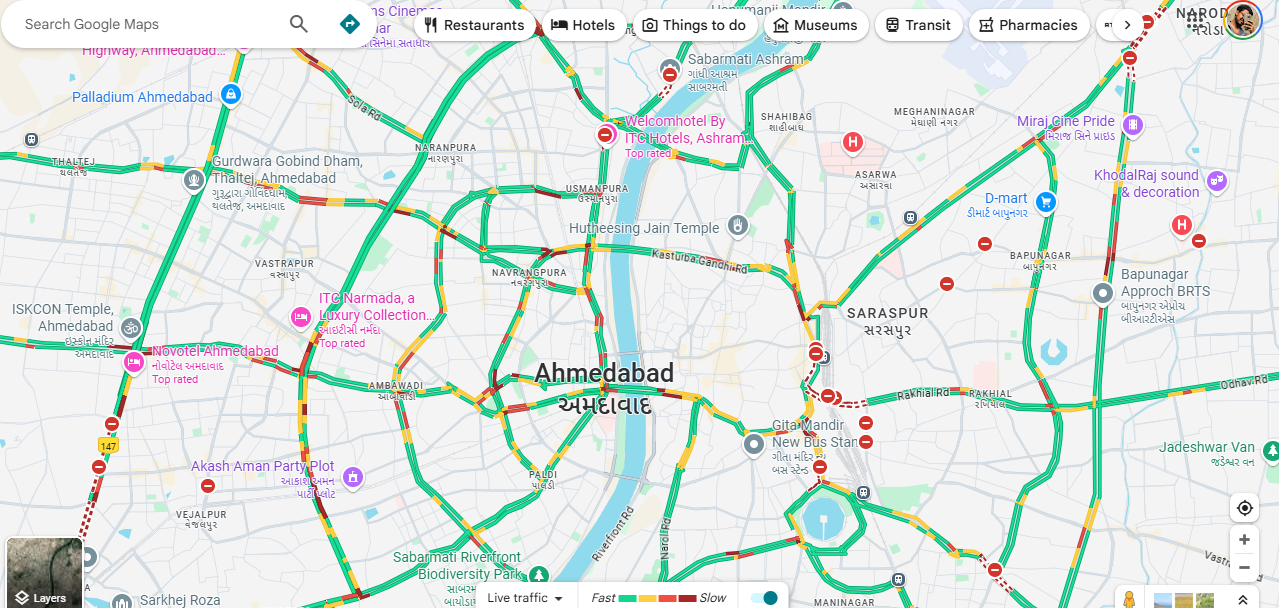 Search Google Maps
Restaurants
Hotels
Things to do
Museums
Transit
Pharmacies
Highway, Ahmedabad...
NARODA
નરોડા
Sabarmati Ashram
ગાંધી આશ્રમ
સાબરમતી
Palladium Ahmedabad
Sola Rd
SHAHIBAG
શાહીબાઘ
MEGHANINAGAR
મેઘાણી નગર
Welcomhotel By
ITC Hotels, Ashram...
Top rated
Miraj Cine Pride
મિરાજ સિને પ્રાઇડ
NARANPURA
નારણપુરા
THALTEJ
થલતેજ
Gurdwara Gobind Dham,
Thaltej, Ahmedabad
ગુરુદ્વારા ગોવિંદધામ,
થલતેજ, અમદાવાદ
ASARWA
અસારવા
KhodalRaj sound
& decoration
USMANPURA
ઉસ્માનપુરા
D-mart
ડીમાર્ટ બાપુનગર
Hutheesing Jain Temple
Kasturba Gandhi Rd
VASTRAPUR
વસ્ત્રાપુર
NAVRANGPURA
નવરંગપુરા
BAPUNAGAR
બાપુનગર
Bapunagar
Approch BRTS
બાપુનગર એપ્રોચ
બીઆરટીએસ
ITC Narmada, a
Luxury Collection...
આઇટીસી નર્મદા
Top rated
ISKCON Temple,
Ahmedabad
ઇસ્કોન મંદિર
અમદાવાદ
SARASPUR
સરસપુર
Novotel Ahmedabad
નોવોટેલ અમદાવાદ
Top rated
Ahmedabad
અમદાવાદ
AMBAWADI
આંબાવાડી
Rakhial Rd
RAKHIAL
રખિયાલ
Odhav Rd
Gita Mandir
New Bus Stan
ગીતા મંદિર
બસ સ્ટેન્ડ
147
Jadeshwar Van
જડેશ્વર વન
Akash Aman Party Plot
આકાશ અમન
પાર્ટી પ્લોટ
PALDI
પાલડી
VEJALPUR
વેજલપુર
Riverfront Rd
Narol Rd
Sabarmati Riverfront
Biodiversity Park
Sarkhej Roza
MANINAGAR
Layers
Live traffic
Fast
Slow